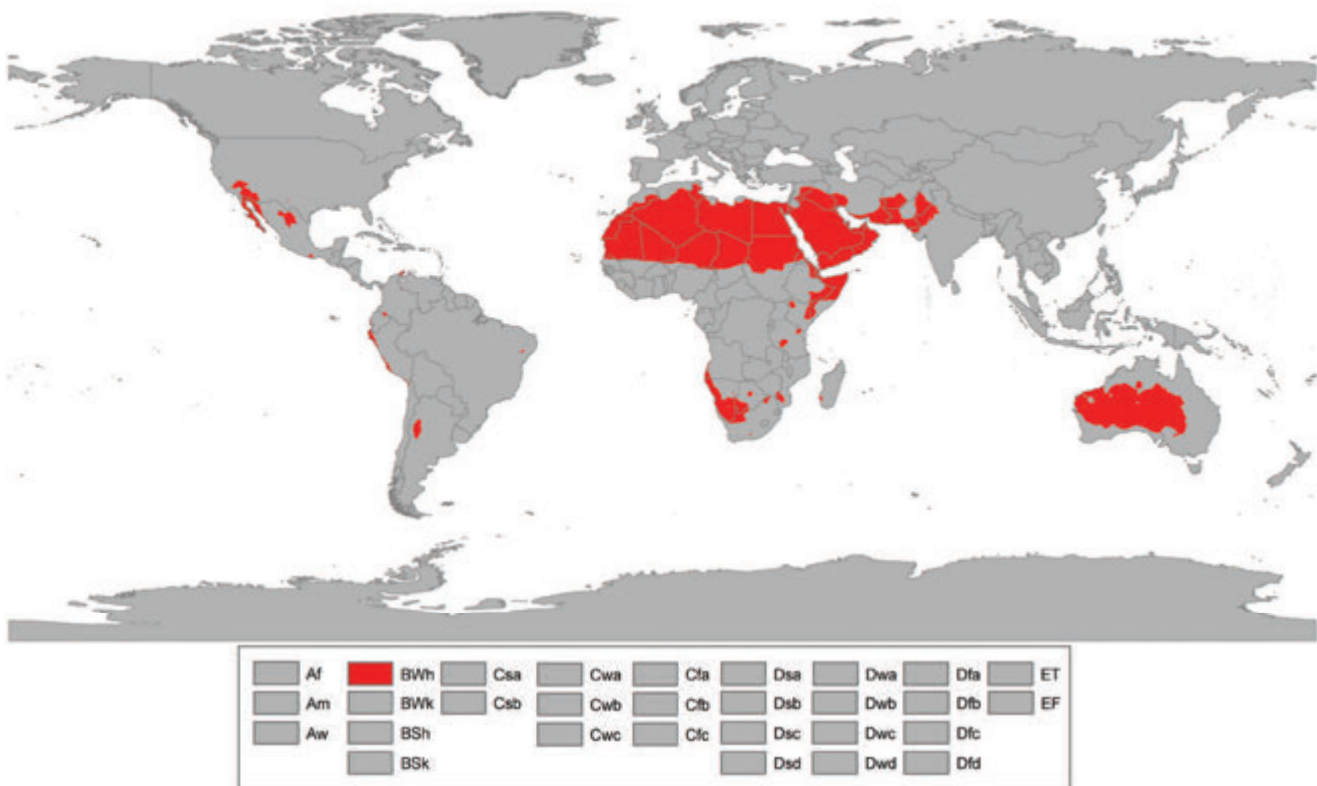 Af BWh Csa Cwa Cfa Dsa Dwa Dfa ET
Am BWk Csb Cwb Cfb Dsb Dwb Dfb EF
Aw BSh Cwc Cfc Dsc Dwc Dfc
BSk Dsd Dwd Dfd